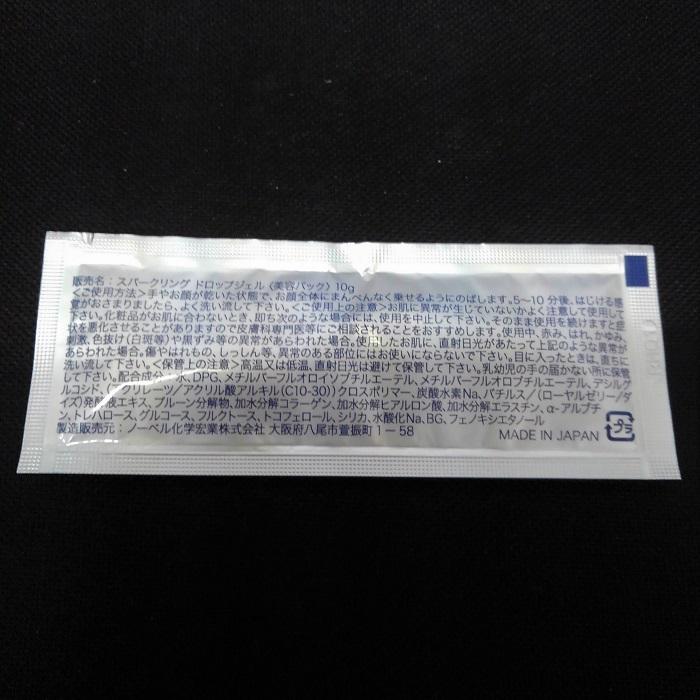 販売名：スパークリング ドロップジェル〈美容パック〉10g
＜ご使用方法＞手やお顔が乾いた状態で、お顔全体にまんべんなく乗せるようにのばします。5〜10分後、はじける感
覚がおさまりましたら、よく洗い流して下さい。＜ご使用上の注意＞お肌に異常が生じていないかよく注意して使用して
下さい。化粧品がお肌に合わないとき、即ち次のような場合には、使用を中止して下さい。そのまま使用を続けますと症
状を悪化させることがありますので皮膚科専門医等にご相談されることをおすすめします。使用中、赤み、はれ、かゆみ、
刺激、色抜け(白斑等)や黒ずみ等の異常があらわれた場合。使用したお肌に、直射日光があたって上記のような異常が
あらわれた場合。傷やはれもの、しっしん等、異常のある部位にはお使いにならないで下さい。目に入ったときは、直ちに
洗い流して下さい。＜保管上の注意＞高温又は低温、直射日光は避けて保管して下さい。乳幼児の手の届かない所に保管
して下さい。配合成分：水、DPG、メチルパーフルオロイソブチルエーテル、メチルパーフルオロブチルエーテル、デシルグ
ルコシド、(アクリレーツ/アクリル酸アルキル(C10-30))クロスポリマー、炭酸水素Na、バチルス/(ローヤルゼリー/ダ
イズ)発酵液エキス、プルーン分解物、加水分解コラーゲン、加水分解ヒアルロン酸、加水分解エラスチン、α-アルブチ
ン、トレハロース、グルコース、フルクトース、トコフェロール、シリカ、水酸化Na、BG、フェノキシエタノール
製造販売元：ノーベル化学宏業株式会社 大阪府八尾市萱振町1－58
MADE IN JAPAN
プラ